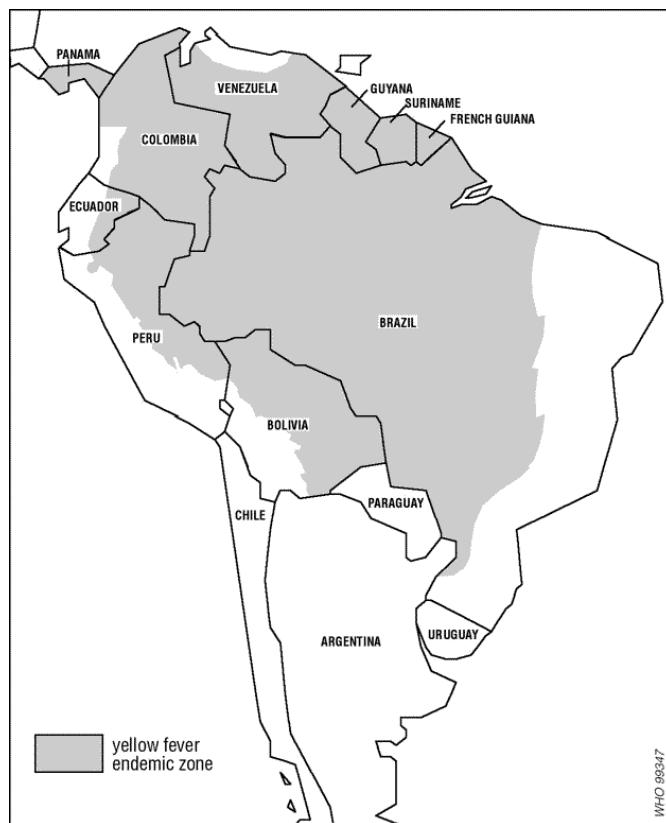 PANAMA
VENEZUELA
GUYANA
SURINAME
FRENCH GUIANA
COLOMBIA
ECUADOR
BRAZIL
PERU
BOLIVIA
PARAGUAY
CHILE
ARGENTINA
URUGUAY
yellow fever
endemic zone
WHO 99347